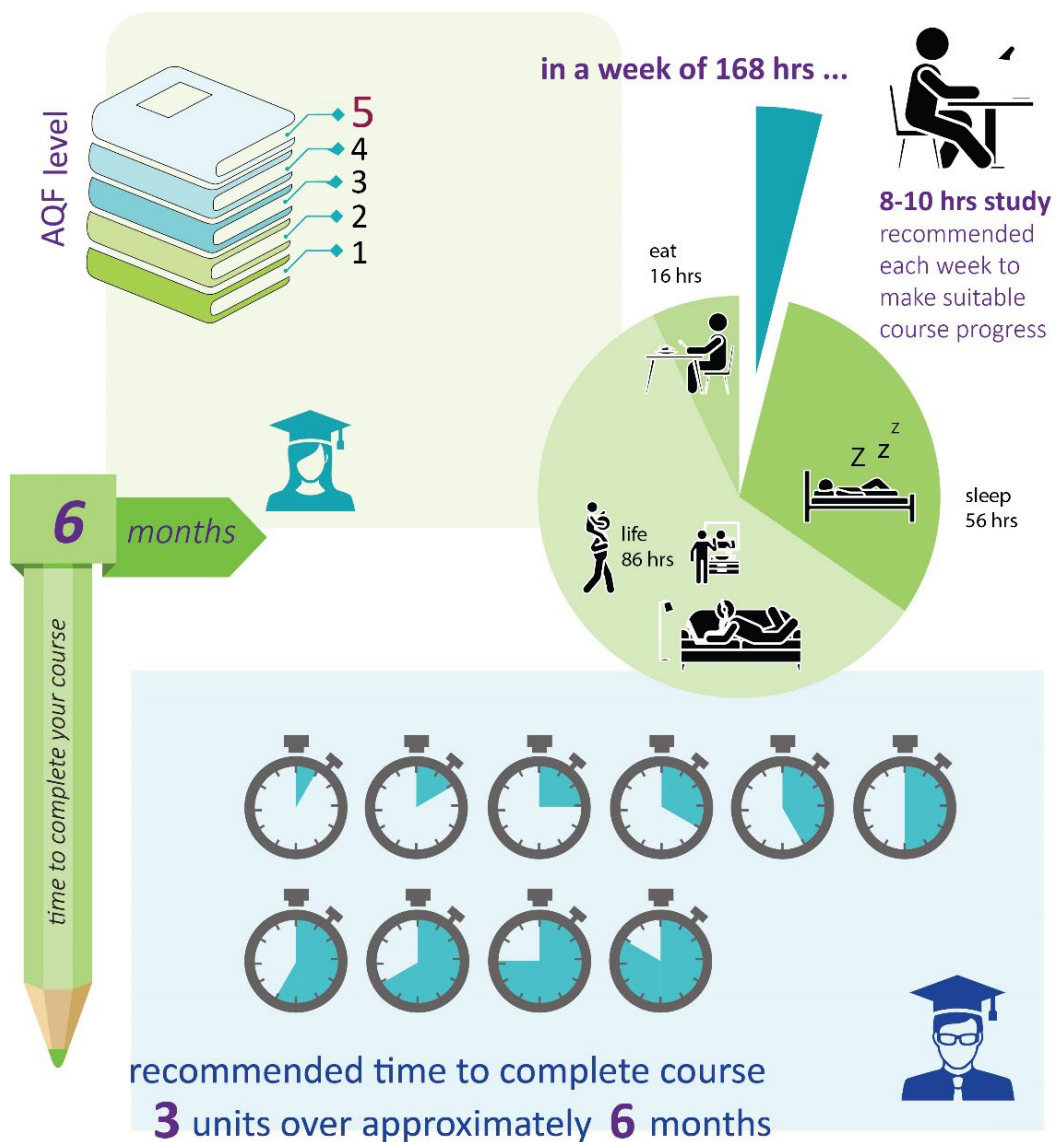 AQF level
5
4
3
2
1
in a week of 168 hrs ...
8-10 hrs study
recommended
each week to
make suitable
course progress
eat
16 hrs
Z z z
sleep
56 hrs
life
86 hrs
6 months
time to complete your course
recommended time to complete course
3 units over approximately 6 months